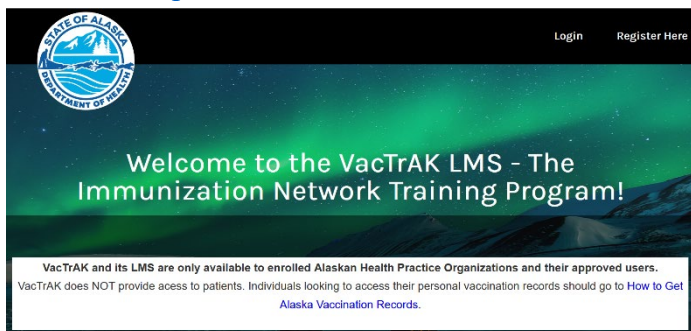 STATE OF ALASKA
DEPARTMENT OF HEALTH
Login Register Here
Welcome to the VacTrAK LMS - The
Immunization Network Training Program!
VacTrAK and its LMS are only available to enrolled Alaskan Health Practice Organizations and their approved users.
VacTrAK does NOT provide acess to patients. Individuals looking to access their personal vaccination records should go to How to Get
Alaska Vaccination Records.